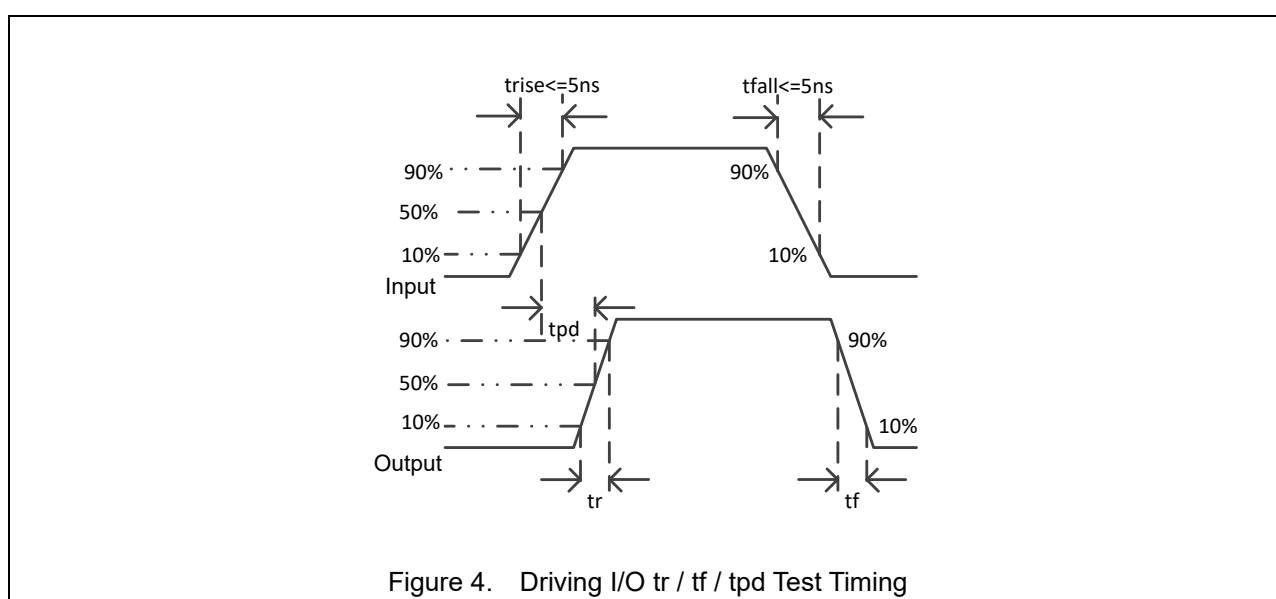 trise<=5ns
tfall<=5ns
90%
90%
50%
10%
10%
Input
tpd
90%
90%
50%
10%
10%
Output
tr
tf
Figure 4. Driving I/O tr / tf / tpd Test Timing